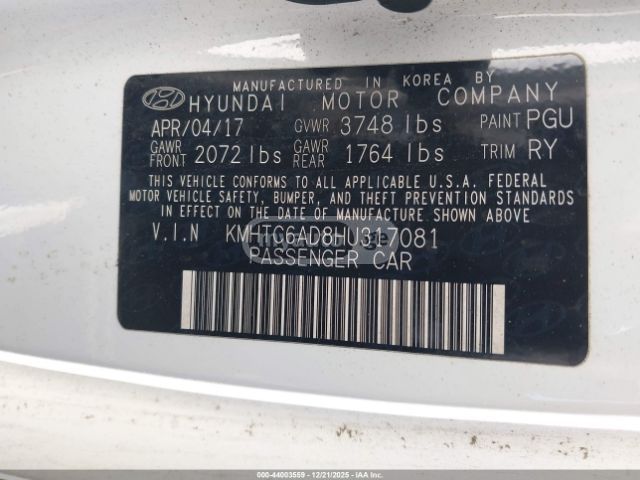 MANUFACTURED IN KOREA BY
HYUNDAI MOTOR COMPANY
APR/04/17 GVWR 3748 lbs PAINT PGU
GAWR FRONT 2072 lbs GAWR REAR 1764 lbs TRIM RY
THIS VEHICLE CONFORMS TO ALL APPLICABLE U.S.A. FEDERAL
MOTOR VEHICLE SAFETY, BUMPER, AND THEFT PREVENTION STANDARDS
IN EFFECT ON THE DATE OF MANUFACTURE SHOWN ABOVE
V.I.N KMHTC6AD8HU317081
PASSENGER CAR
000-44003559 - 12/21/2025 - IAAI.com